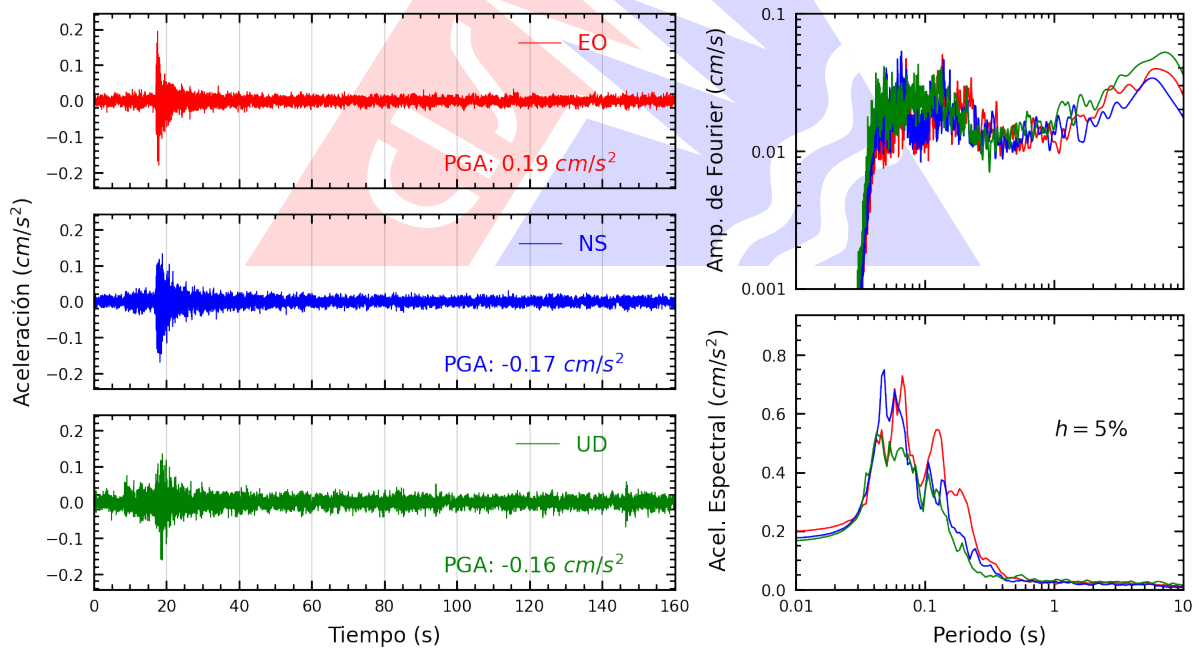 0.2
0.1
0.0
−0.1
−0.2
EO
PGA: 0.19 cm/s²
0.2
0.1
0.0
−0.1
−0.2
NS
PGA: -0.17 cm/s²
0.2
0.1
0.0
−0.1
−0.2
UD
PGA: -0.16 cm/s²
0 20 40 60 80 100 120 140 160
Tiempo (s)
Aceleración (cm/s²)
0.1
0.01
0.001
Amp. de Fourier (cm/s)
0.8
0.6
0.4
0.2
0.0
Acel. Espectral (cm/s²)
h = 5%
0.01 0.1 1 10
Periodo (s)